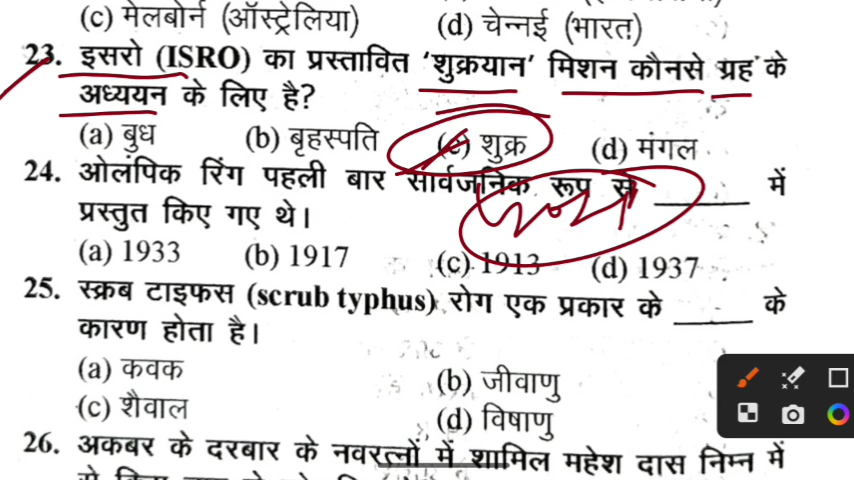 (c) मेलबोर्न (ऑस्ट्रेलिया) (d) चेन्नई (भारत)
23. इसरो (ISRO) का प्रस्तावित 'शुक्रयान' मिशन कौनसे ग्रह के
अध्ययन के लिए है?
(a) बुध (b) बृहस्पति (c) शुक्र (d) मंगल
24. ओलंपिक रिंग पहली बार सार्वजनिक रूप से ______ में
प्रस्तुत किए गए थे।
(a) 1933 (b) 1917 (c) 1913 (d) 1937
25. स्क्रब टाइफस (scrub typhus) रोग एक प्रकार के ______ के
कारण होता है।
(a) कवक (b) जीवाणु
(c) शैवाल (d) विषाणु
26. अकबर के दरबार के नवरत्नों में शामिल महेश दास निम्न में